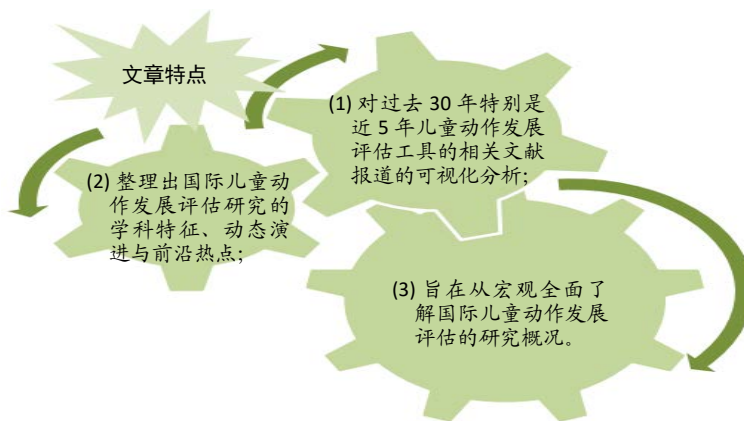 文章特点
(1) 对过去 30 年特别是
近 5 年儿童动作发展
评估工具的相关文献
报道的可视化分析;
(2) 整理出国际儿童动
作发展评估研究的
学科特征、动态演
进与前沿热点;
(3) 旨在从宏观全面了
解国际儿童动作发展
评估的研究概况。